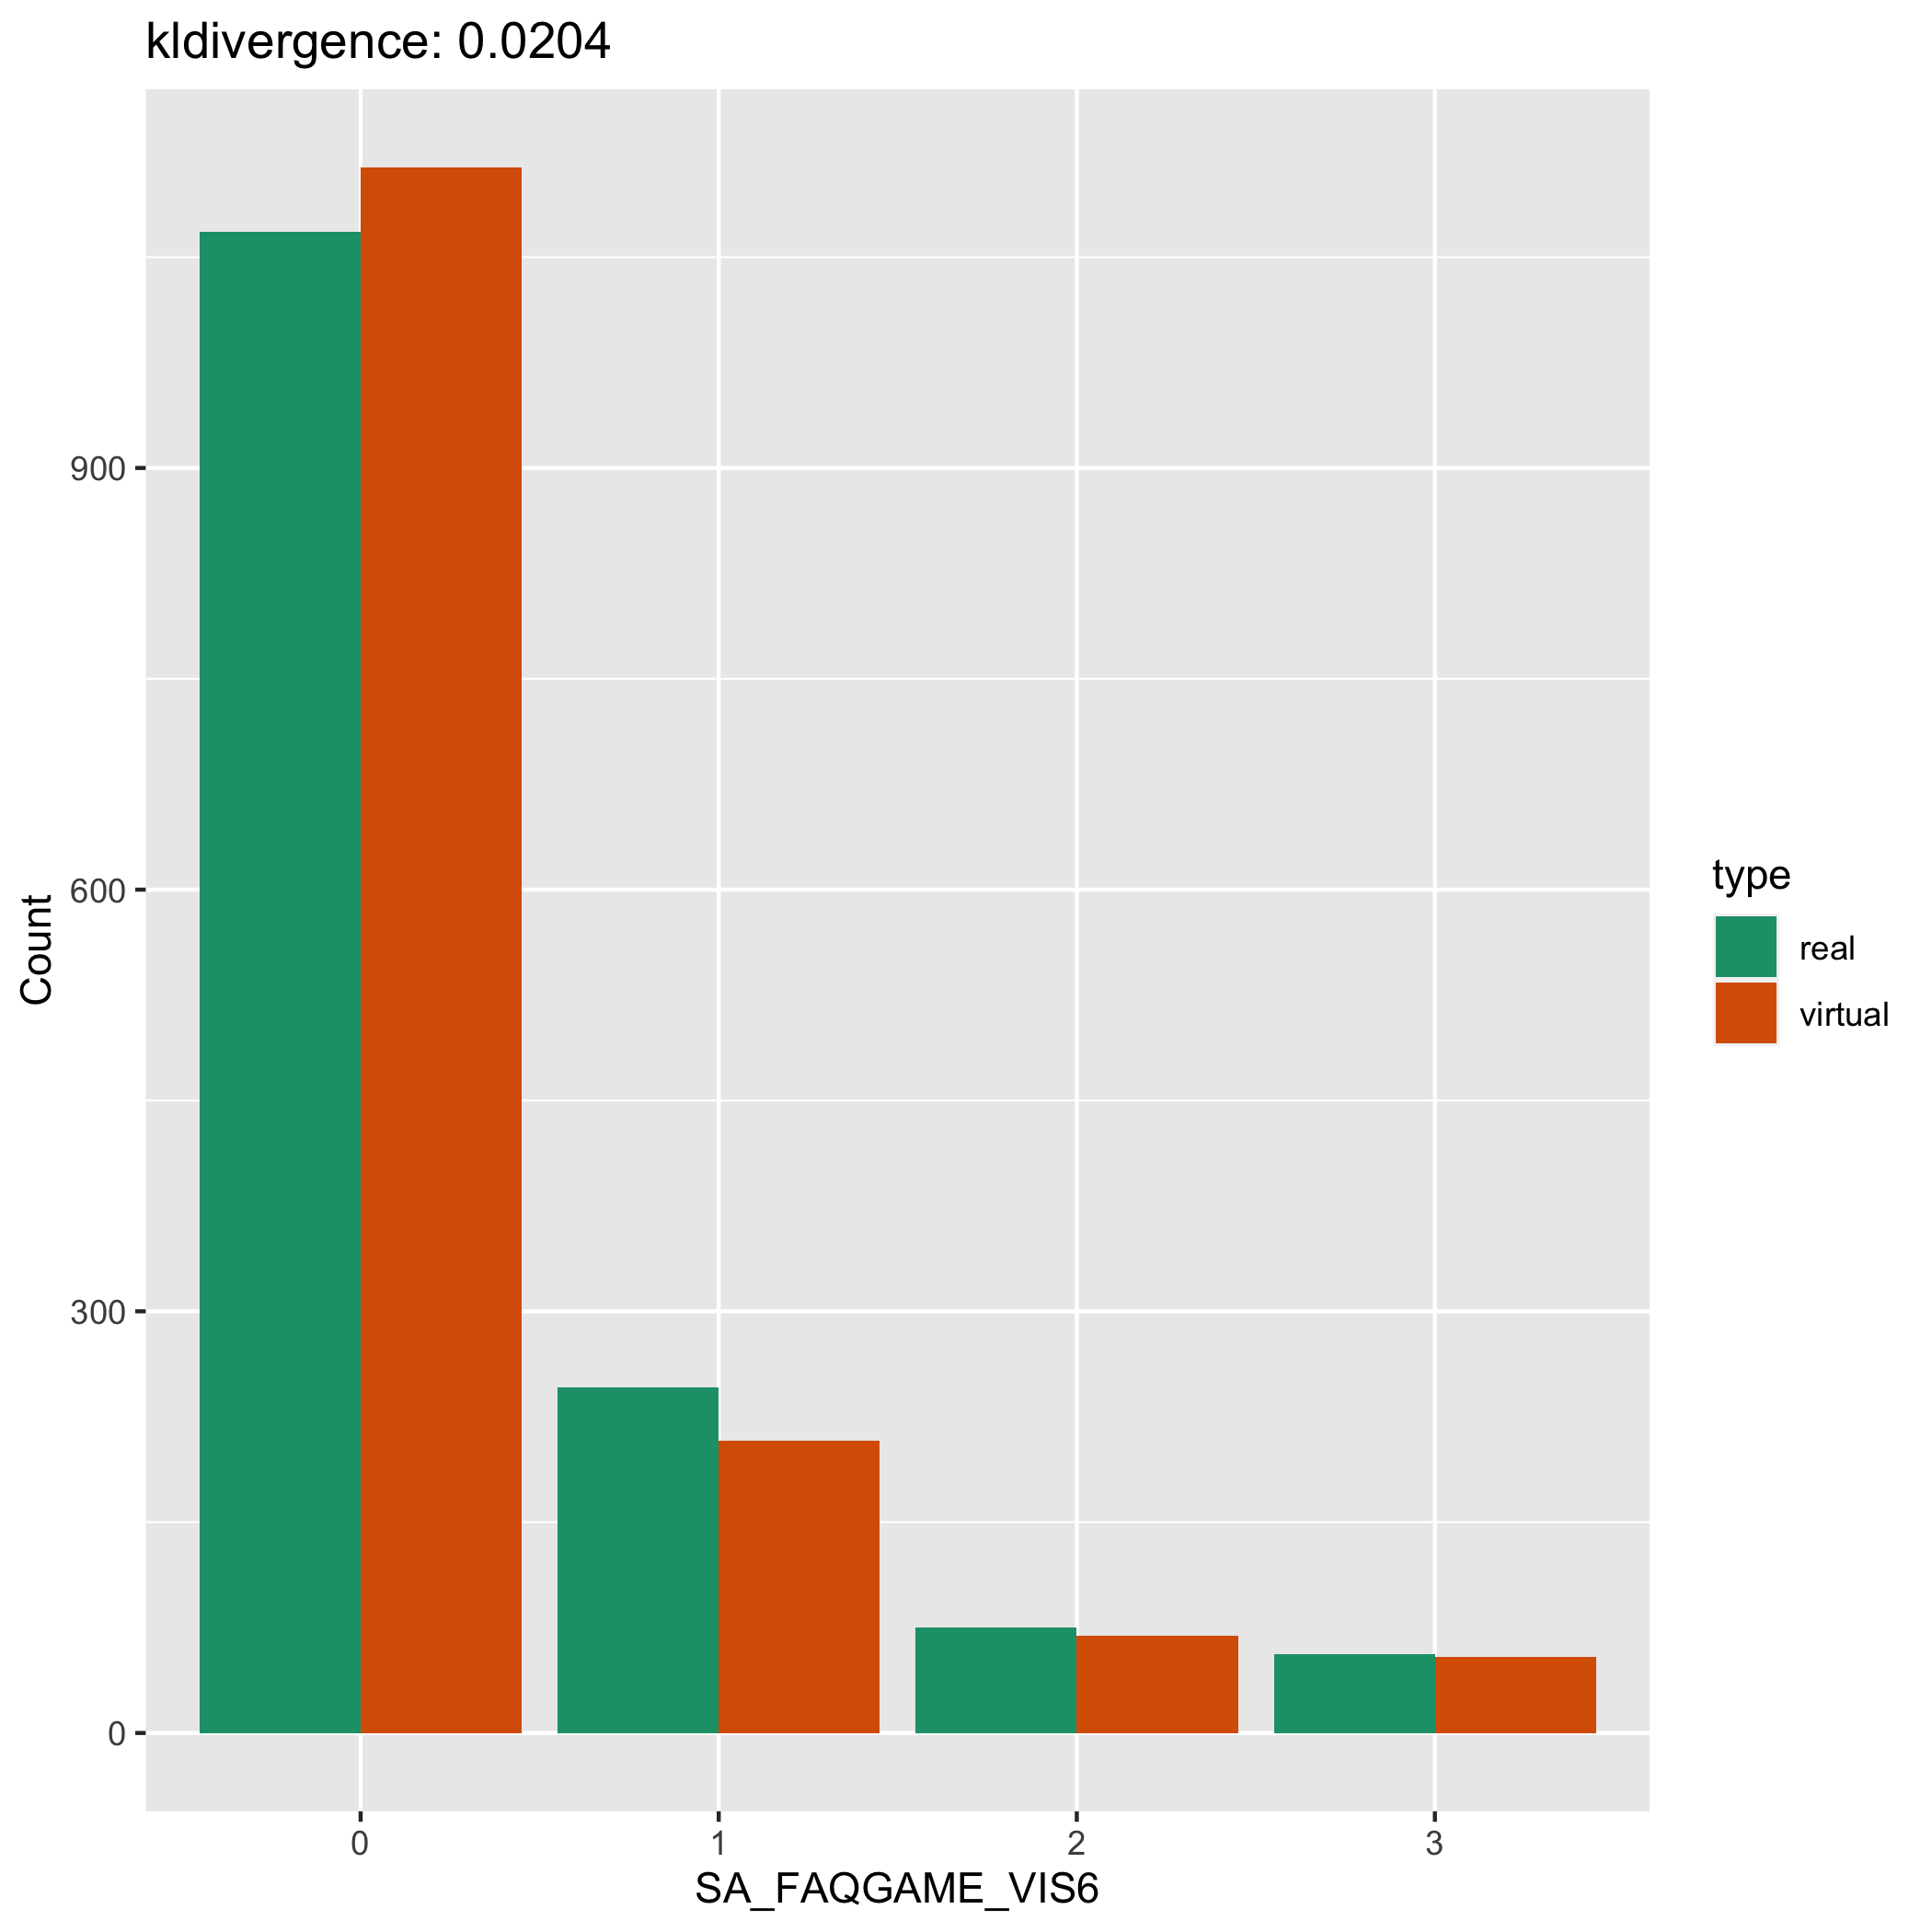 kldivergence: 0.0204
900
600
300
0
Count
0 1 2 3
SA_FAQGAME_VIS6
type
real
virtual